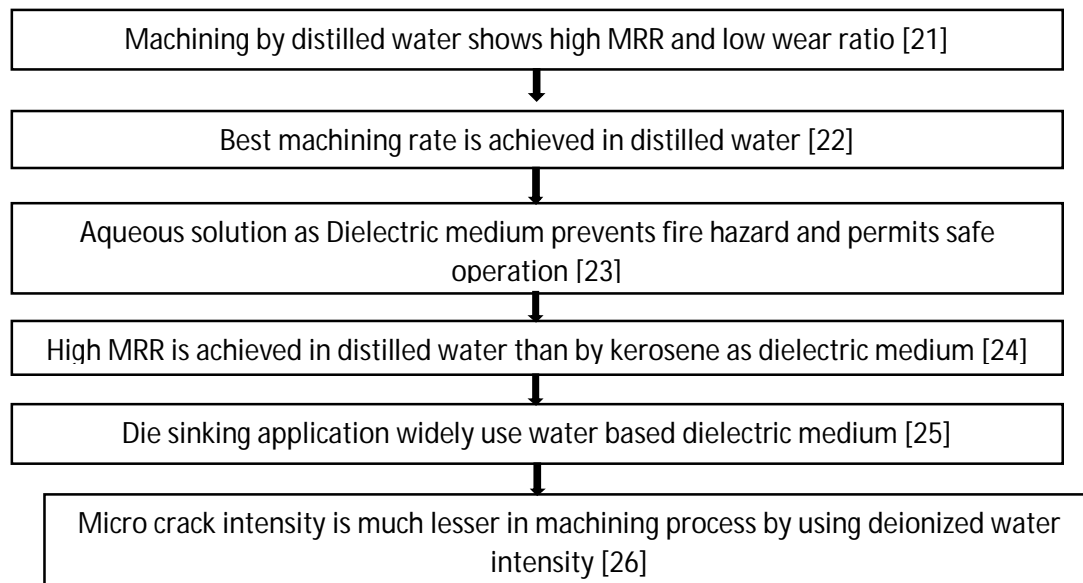 Machining by distilled water shows high MRR and low wear ratio [21]
Best machining rate is achieved in distilled water [22]
Aqueous solution as Dielectric medium prevents fire hazard and permits safe
operation [23]
High MRR is achieved in distilled water than by kerosene as dielectric medium [24]
Die sinking application widely use water based dielectric medium [25]
Micro crack intensity is much lesser in machining process by using deionized water
intensity [26]